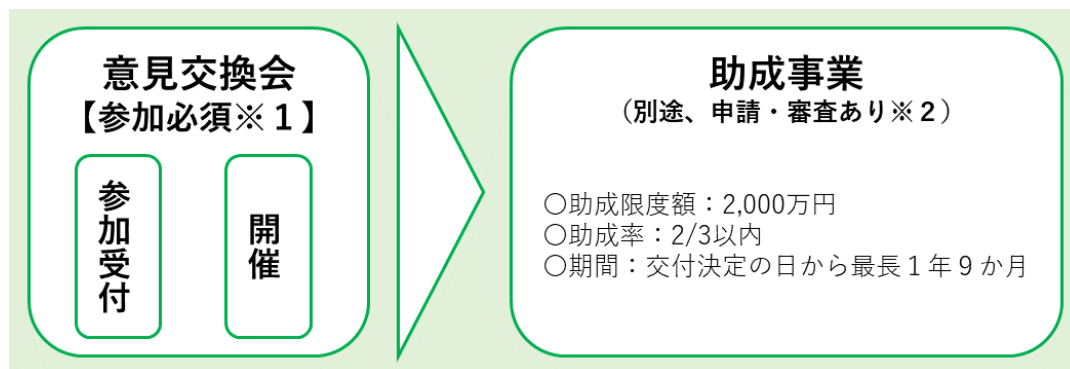 意見交換会
【参加必須※１】
参加受付
開催
助成事業
（別途、申請・審査あり※２）
〇助成限度額：2,000万円
〇助成率：2/3以内
〇期間：交付決定の日から最長１年９か月